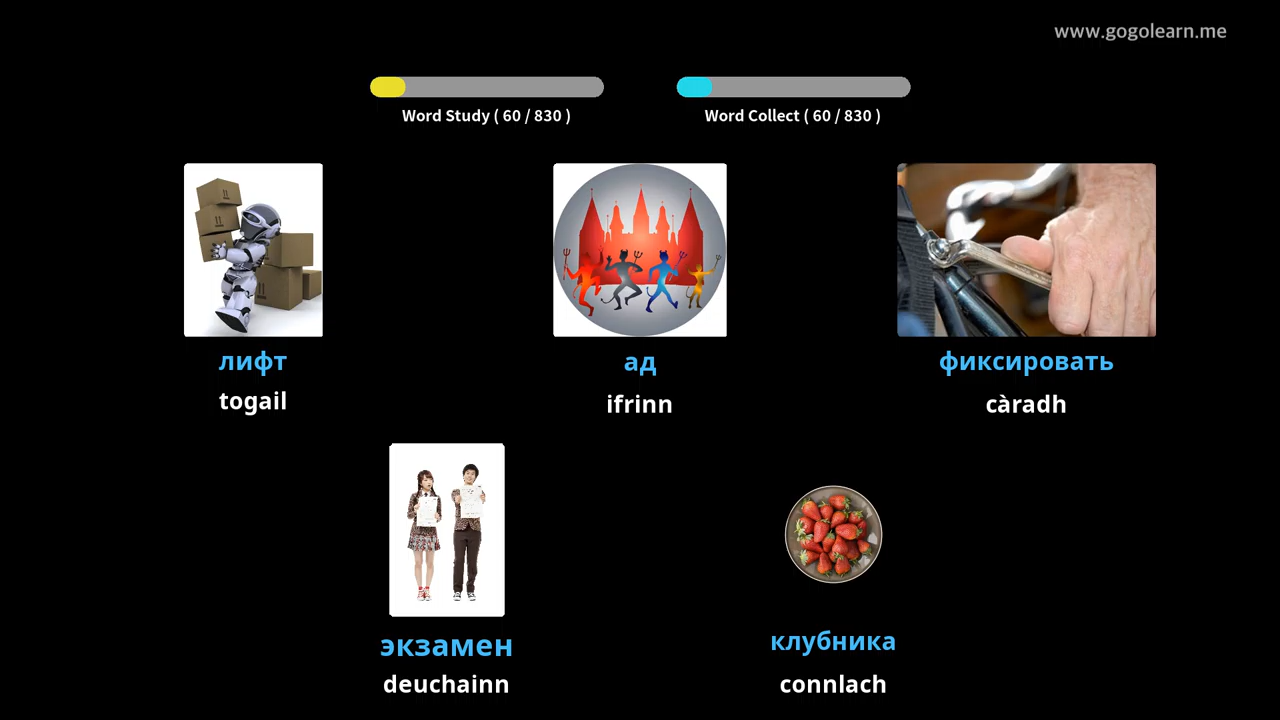 www.gogolearn.me
Word Study ( 60 / 830 )
Word Collect ( 60 / 830 )
лифт
togail
ад
ifrinn
фиксировать
càradh
экзамен
deuchainn
клубника
connlach